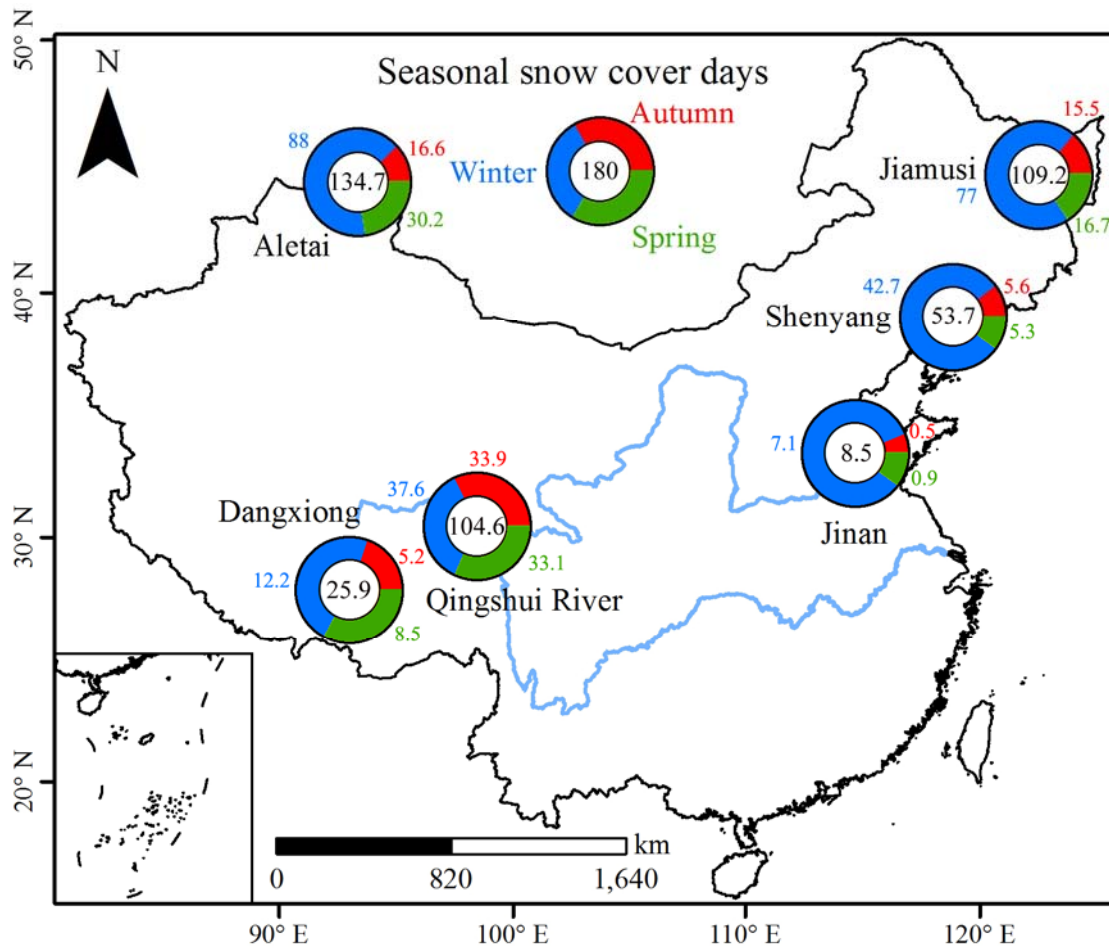 50° N
40° N
30° N
20° N
N
Seasonal snow cover days
Autumn
Winter
180
Spring
88
16.6
134.7
30.2
Aletai
15.5
Jiamusi
109.2
77
16.7
42.7
5.6
Shenyang
53.7
5.3
7.1
0.5
8.5
0.9
Jinan
33.9
37.6
104.6
33.1
Qingshui River
Dangxiong
5.2
12.2
25.9
8.5
km
0
820
1,640
90° E
100° E
110° E
120° E